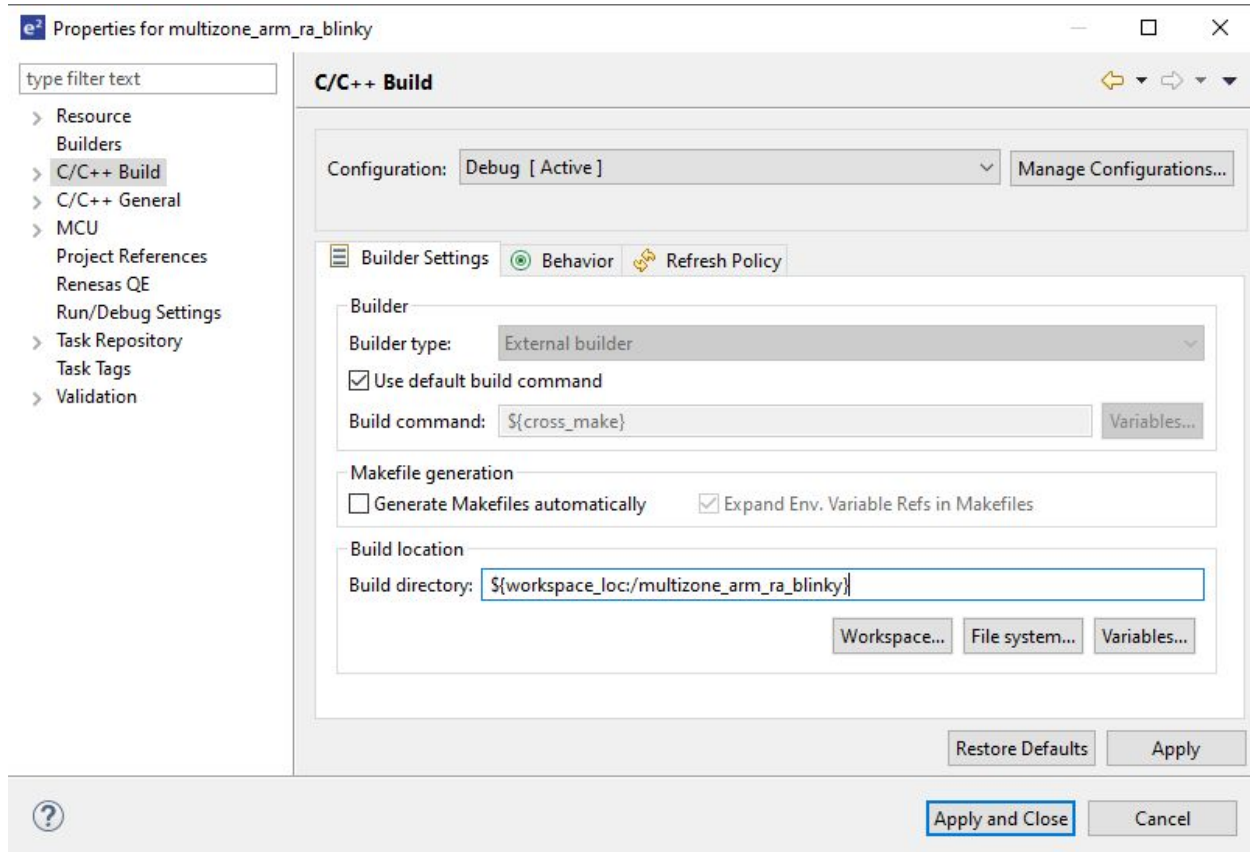 e² Properties for multizone_arm_ra_blinky
type filter text
Resource
Builders
C/C++ Build
C/C++ General
MCU
Project References
Renesas QE
Run/Debug Settings
Task Repository
Task Tags
Validation
C/C++ Build
Configuration: Debug [ Active ] Manage Configurations...
Builder Settings Behavior Refresh Policy
Builder
Builder type: External builder
Use default build command
Build command: ${cross_make} Variables...
Makefile generation
Generate Makefiles automatically Expand Env. Variable Refs in Makefiles
Build location
Build directory: ${workspace_loc:/multizone_arm_ra_blinky}
Workspace... File system... Variables...
Restore Defaults Apply
? Apply and Close Cancel